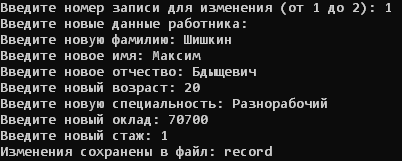 Введите номер записи для изменения (от 1 до 2): 1
Введите новые данные работника:
Введите новую фамилию: Шишкин
Введите новое имя: Максим
Введите новое отчество: Бдыщевич
Введите новый возраст: 20
Введите новую специальность: Разнорабочий
Введите новый оклад: 70700
Введите новый стаж: 1
Изменения сохранены в файл: record